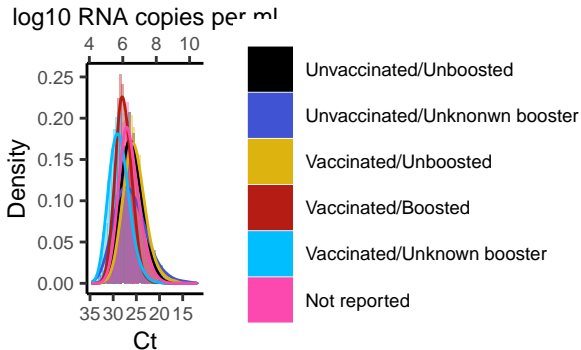 log10 RNA copies per ml
4 6 8 10
0.25
0.20
0.15
0.10
0.05
0.00
Density
35 30 25 20 15
Ct
Unvaccinated/Unboosted
Unvaccinated/Unknonwn booster
Vaccinated/Unboosted
Vaccinated/Boosted
Vaccinated/Unknown booster
Not reported